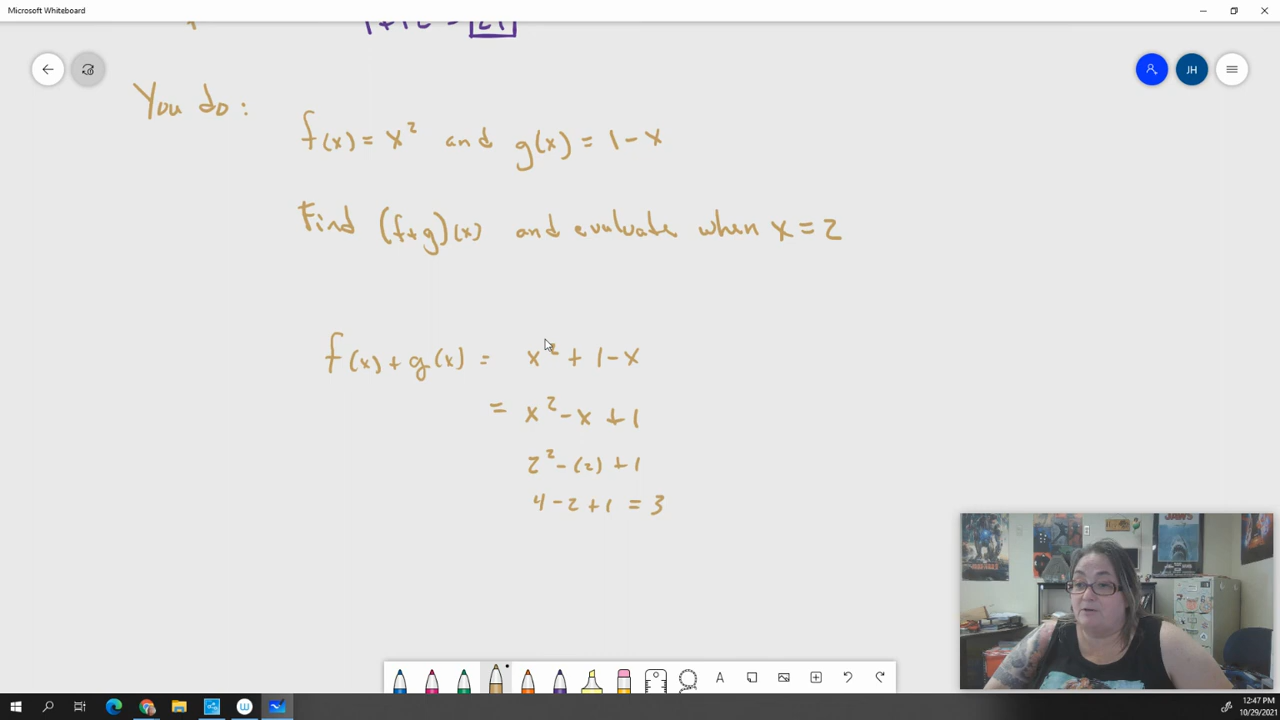 Microsoft Whiteboard
You do:
f(x) = x² and g(x) = 1 - x
Find (f+g)(x) and evaluate when x = 2
f(x) + g(x) = x² + 1 - x
= x² - x + 1
2² - (2) + 1
4 - 2 + 1 = 3
JH
JAWS
A
12:47 PM
10/29/2021